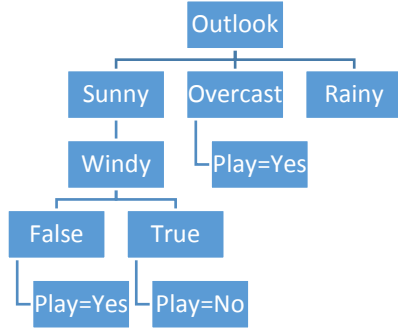 Outlook
Sunny
Overcast
Rainy
Windy
Play=Yes
False
True
Play=Yes
Play=No